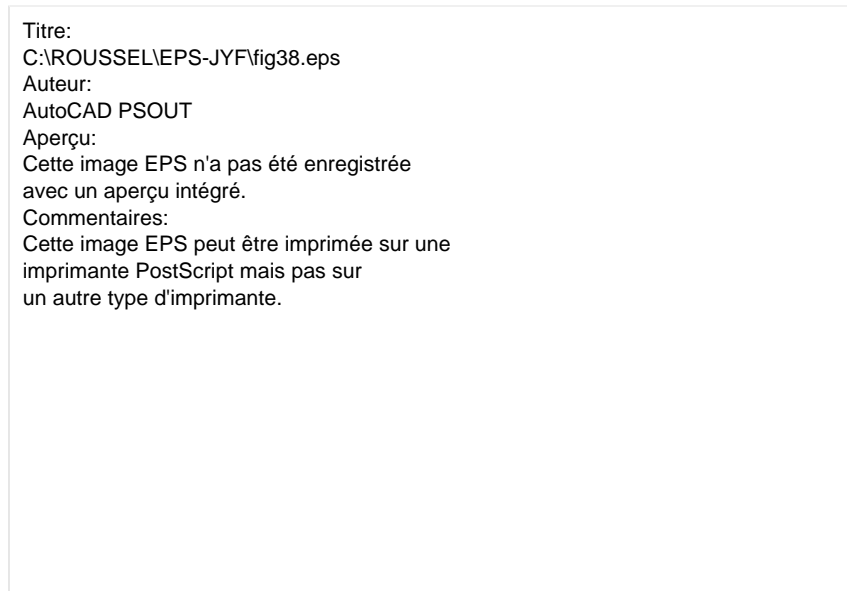 Titre:
C:\ROUSSEL\EPS-JYF\fig38.eps
Auteur:
AutoCAD PSOUT
Aperçu:
Cette image EPS n'a pas été enregistrée
avec un aperçu intégré.
Commentaires:
Cette image EPS peut être imprimée sur une
imprimante PostScript mais pas sur
un autre type d'imprimante.